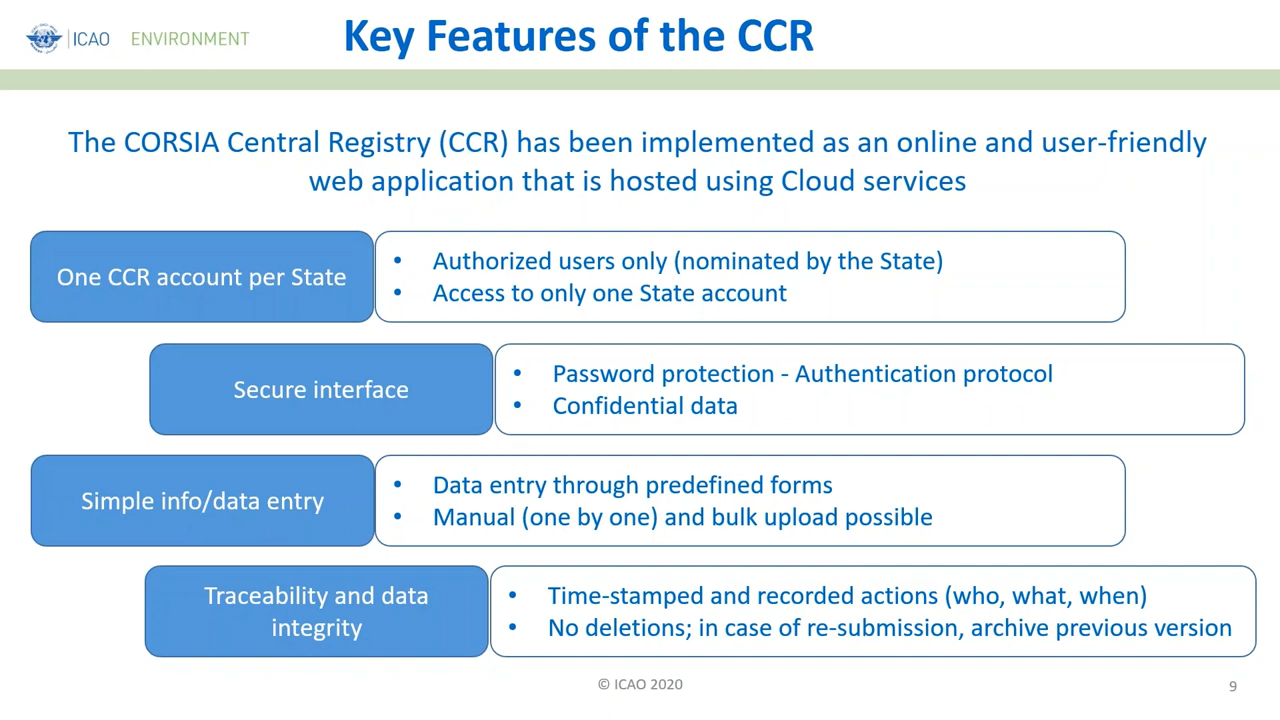 ICAO ENVIRONMENT
Key Features of the CCR
The CORSIA Central Registry (CCR) has been implemented as an online and user-friendly
web application that is hosted using Cloud services
One CCR account per State
• Authorized users only (nominated by the State)
• Access to only one State account
Secure interface
• Password protection - Authentication protocol
• Confidential data
Simple info/data entry
• Data entry through predefined forms
• Manual (one by one) and bulk upload possible
Traceability and data
integrity
• Time-stamped and recorded actions (who, what, when)
• No deletions; in case of re-submission, archive previous version
© ICAO 2020
9